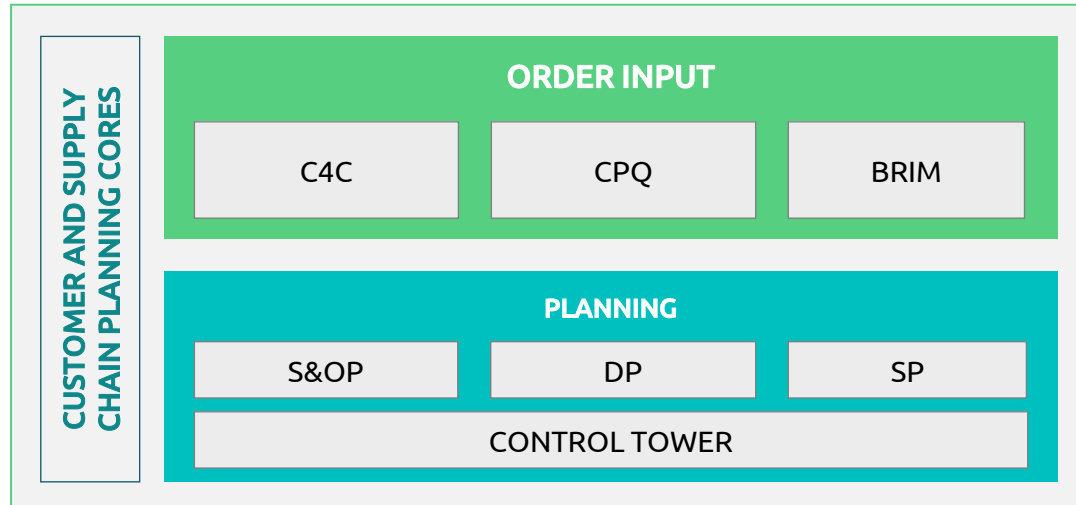 CUSTOMER AND SUPPLY
CHAIN PLANNING CORES
ORDER INPUT
C4C
CPQ
BRIM
PLANNING
S&OP
DP
SP
CONTROL TOWER